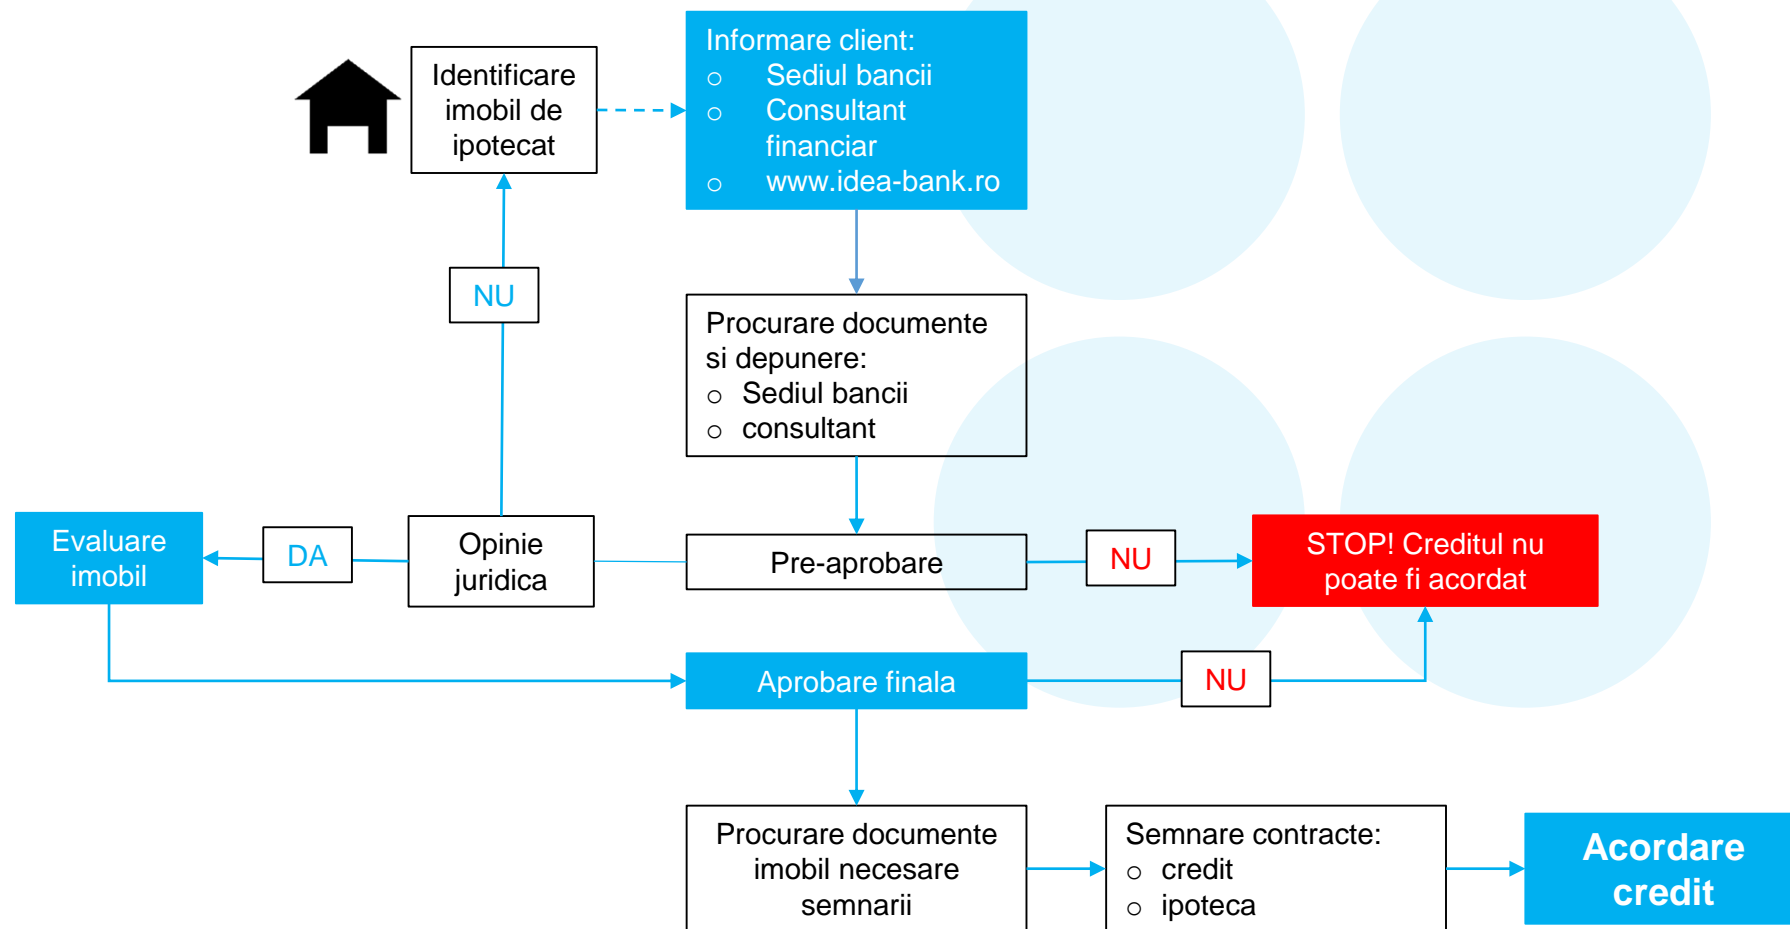 Identificare
imobil de
ipotecat
Informare client:
o Sediul bancii
o Consultant
financiar
o www.idea-bank.ro
NU
Procurare documente
si depunere:
o Sediul bancii
o consultant
Evaluare
imobil
DA
Opinie
juridica
Pre-aprobare
NU
STOP! Creditul nu
poate fi acordat
Aprobare finala
NU
Procurare documente
imobil necesare
semnarii
Semnare contracte:
o credit
o ipoteca
Acordare
credit